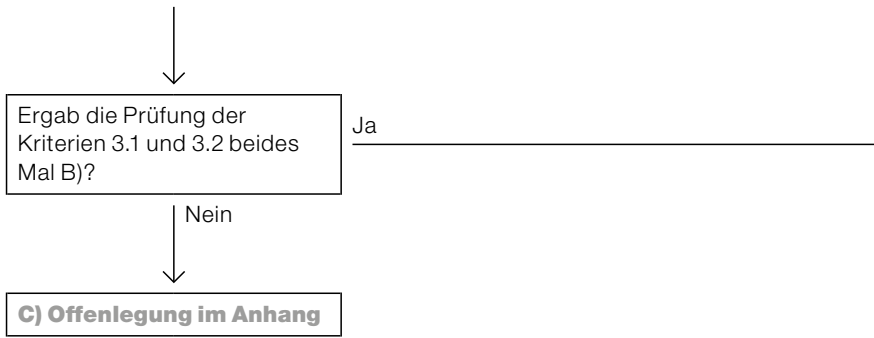 Ergab die Prüfung der
Kriterien 3.1 und 3.2 beides
Mal B)?
Ja
Nein
C) Offenlegung im Anhang